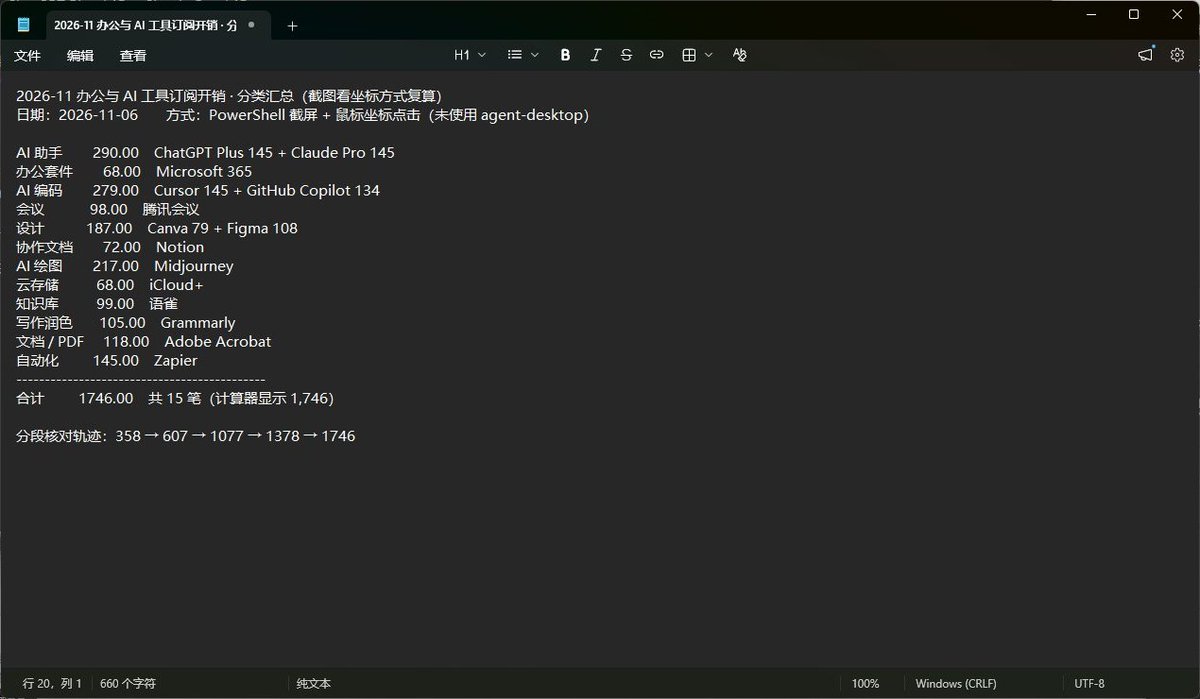 2026-11 办公与 AI 工具订阅开销 · 分
文件 编辑 查看
H1
B I S
2026-11 办公与 AI 工具订阅开销 · 分类汇总（截图看坐标方式复算）
日期：2026-11-06 方式：PowerShell 截屏 + 鼠标坐标点击（未使用 agent-desktop）
AI 助手 290.00 ChatGPT Plus 145 + Claude Pro 145
办公套件 68.00 Microsoft 365
AI 编码 279.00 Cursor 145 + GitHub Copilot 134
会议 98.00 腾讯会议
设计 187.00 Canva 79 + Figma 108
协作文档 72.00 Notion
AI 绘图 217.00 Midjourney
云存储 68.00 iCloud+
知识库 99.00 语雀
写作润色 105.00 Grammarly
文档 / PDF 118.00 Adobe Acrobat
自动化 145.00 Zapier
--------------------------------------------
合计 1746.00 共 15 笔（计算器显示 1,746）
分段核对轨迹：358 → 607 → 1077 → 1378 → 1746
行 20，列 1 660 个字符 纯文本 100% Windows (CRLF) UTF-8